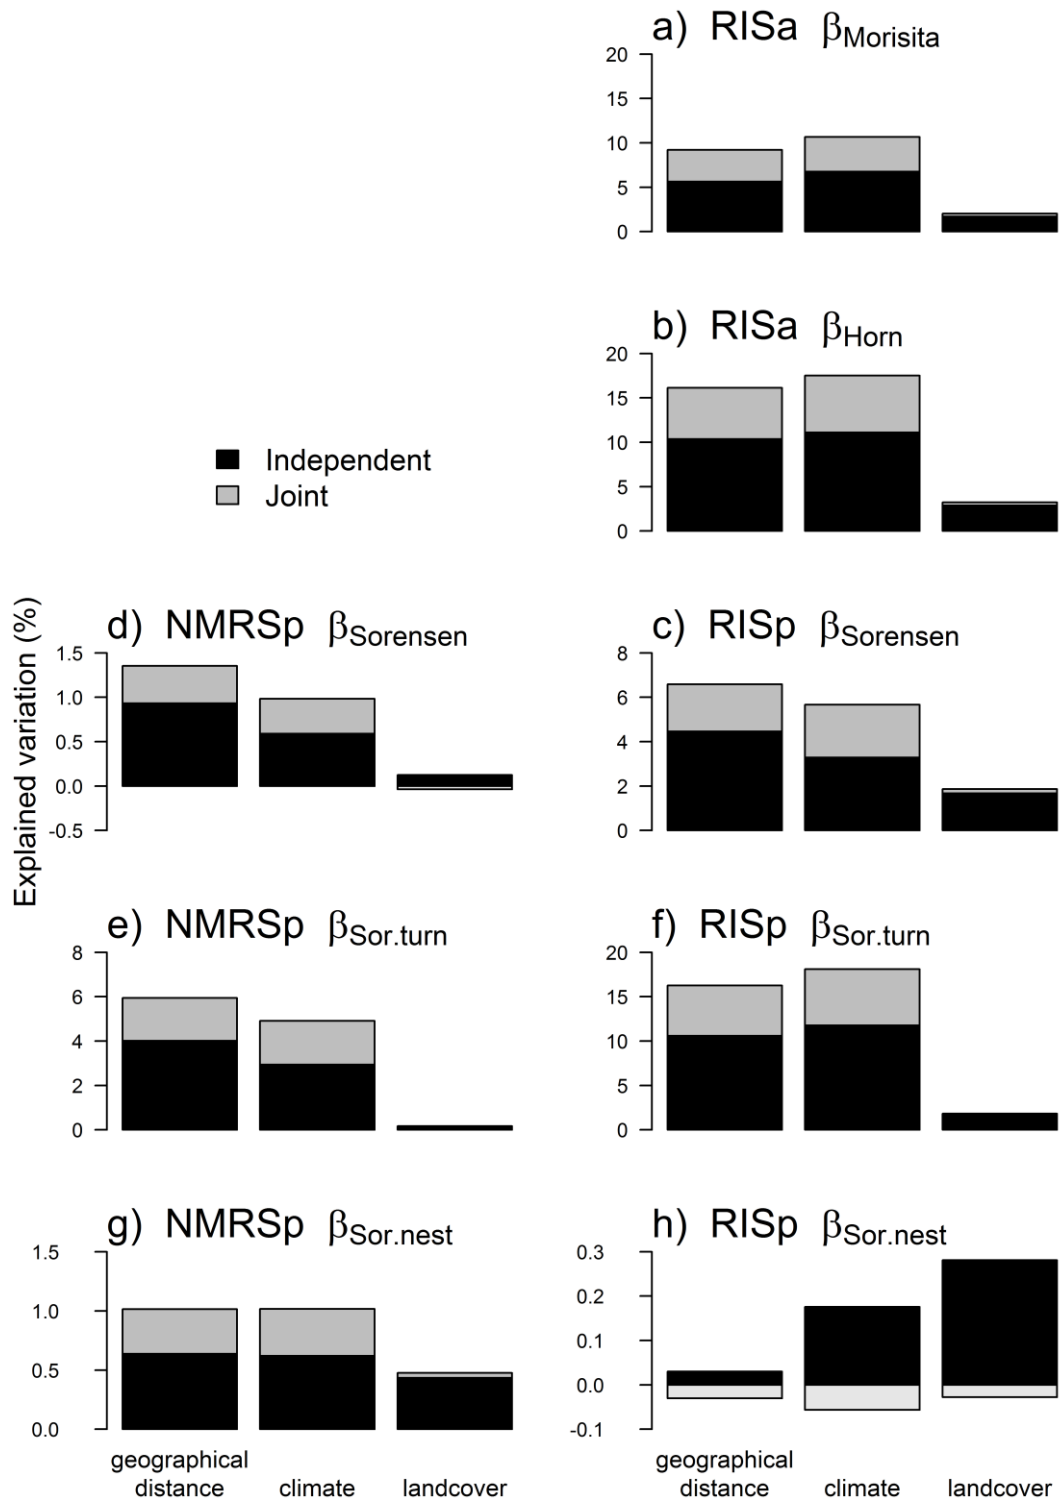 a) RISa βMorisita
20
15
10
5
0
b) RISa βHorn
20
15
10
5
0
Independent
Joint
Explained variation (%)
d) NMRSp βSorensen
1.5
1.0
0.5
0.0
-0.5
c) RISp βSorensen
8
6
4
2
0
e) NMRSp βSor.turn
8
6
4
2
0
f) RISp βSor.turn
20
15
10
5
0
g) NMRSp βSor.nest
1.5
1.0
0.5
0.0
geographical
distance climate landcover
h) RISp βSor.nest
0.3
0.2
0.1
0.0
-0.1
geographical
distance climate landcover